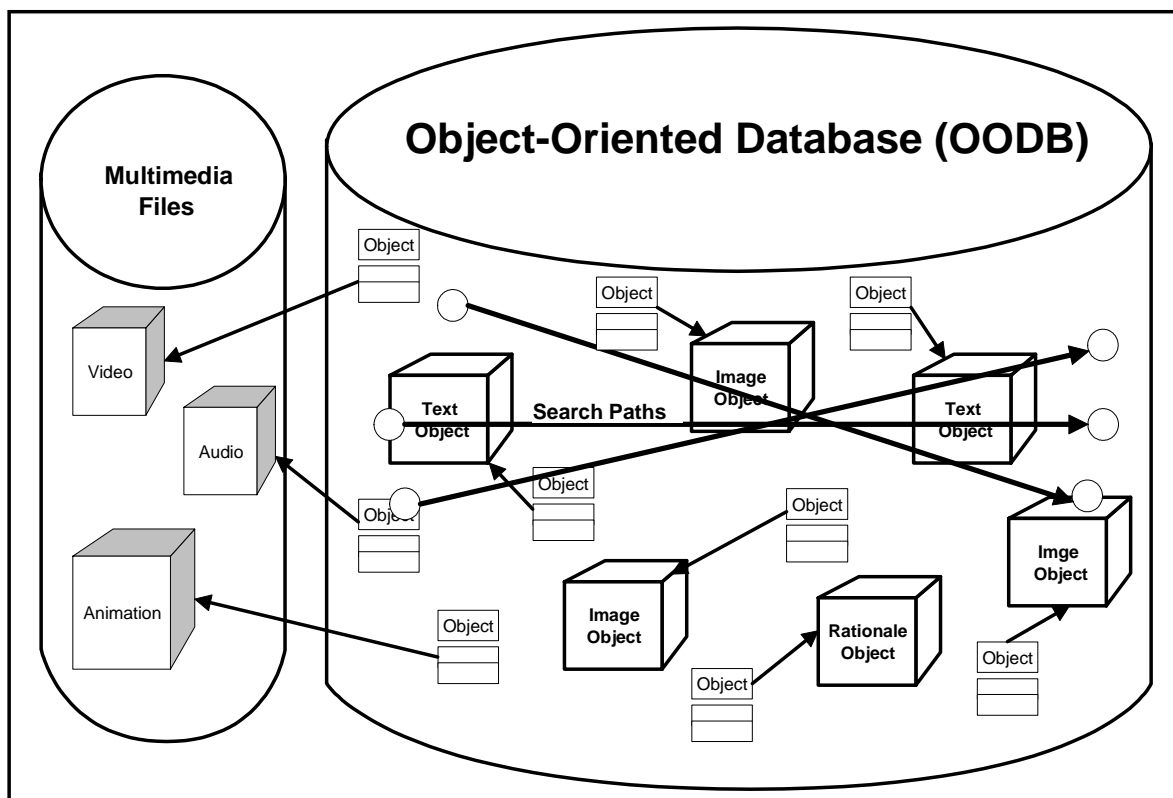 Object-Oriented Database (OODB)
Multimedia
Files
Object
Object
Object
Video
Image
Object
Text
Object
Search Paths
Text
Object
Audio
Object
Object
Object
Imge
Object
Animation
Object
Image
Object
Rationale
Object
Object
Object